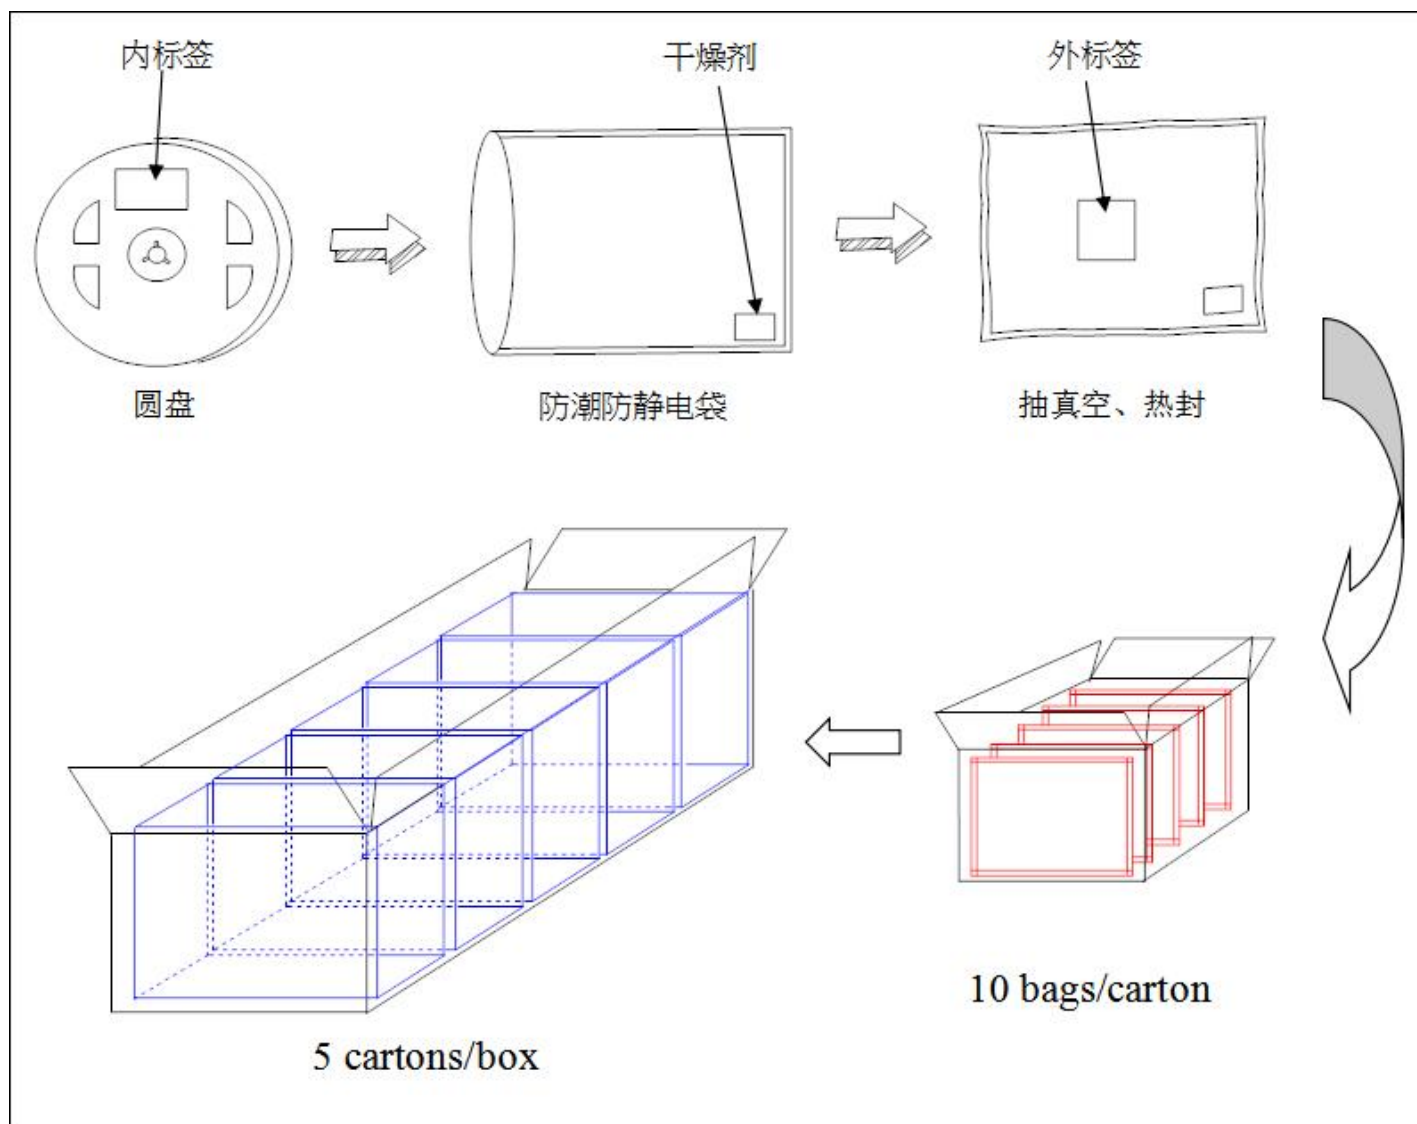 内标签
干燥剂
外标签
圆盘
防潮防静电袋
抽真空、热封
10 bags/carton
5 cartons/box